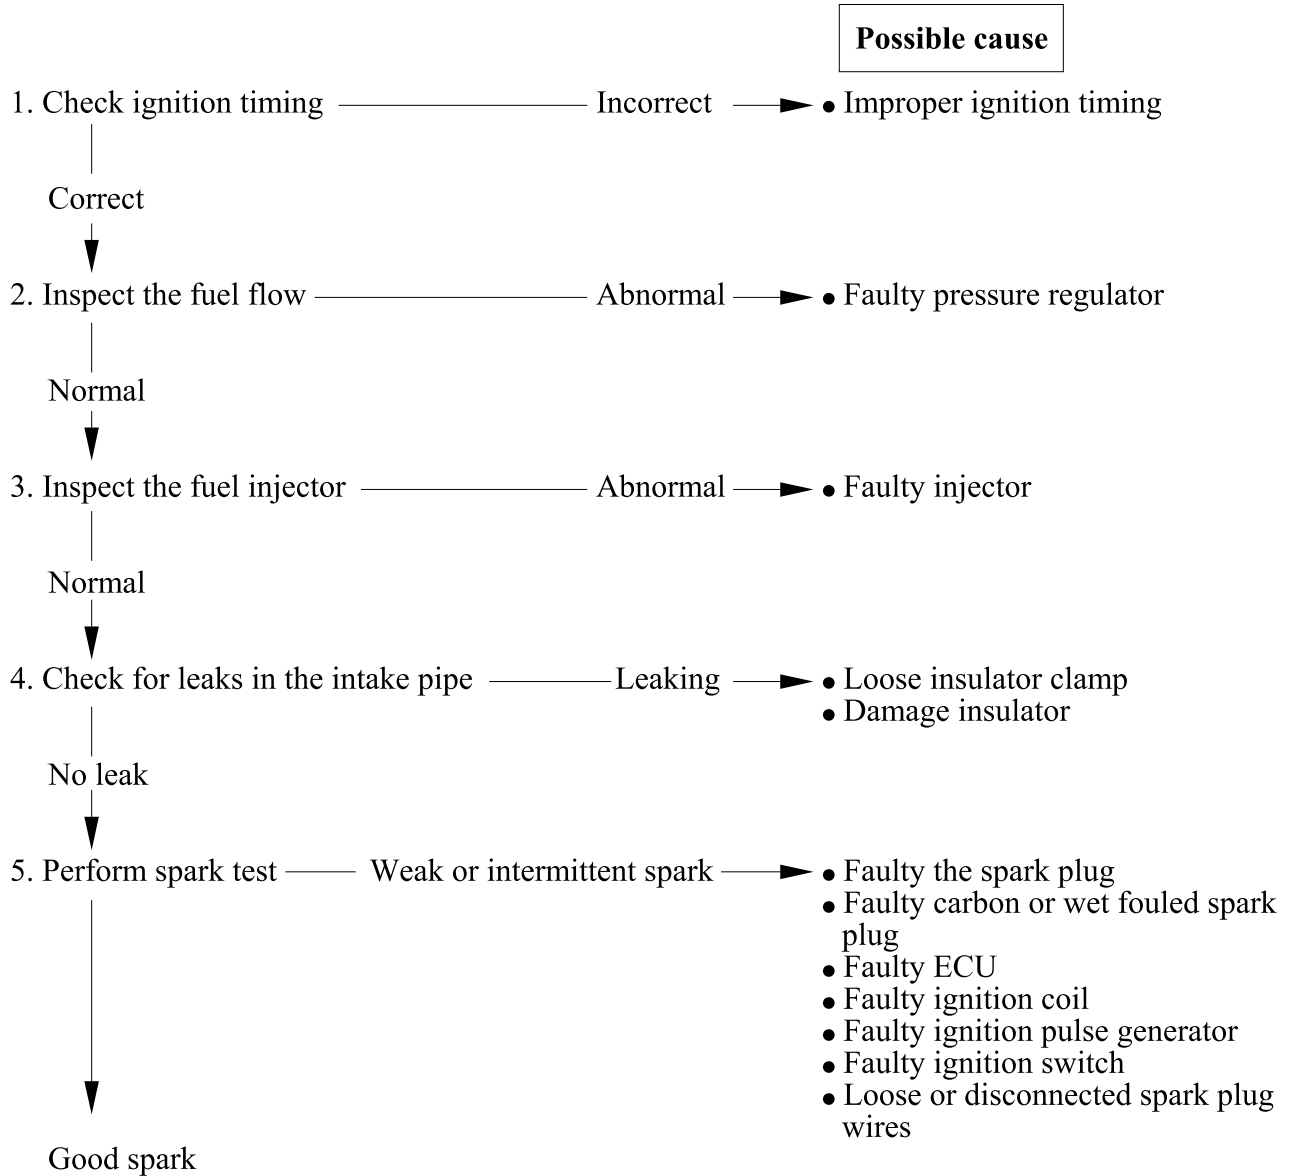 Possible cause
1. Check ignition timing Incorrect • Improper ignition timing
Correct
2. Inspect the fuel flow Abnormal • Faulty pressure regulator
Normal
3. Inspect the fuel injector Abnormal • Faulty injector
Normal
4. Check for leaks in the intake pipe Leaking • Loose insulator clamp
• Damage insulator
No leak
5. Perform spark test Weak or intermittent spark • Faulty the spark plug
• Faulty carbon or wet fouled spark
plug
• Faulty ECU
• Faulty ignition coil
• Faulty ignition pulse generator
• Faulty ignition switch
• Loose or disconnected spark plug
wires
Good spark